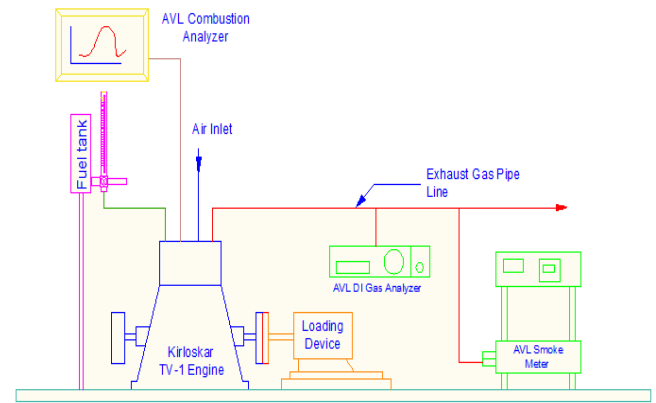 AVL Combustion
Analyzer
Fuel tank
Air Inlet
Exhaust Gas Pipe
Line
AVL DI Gas Analyzer
Loading
Device
Kirloskar
TV-1 Engine
AVL Smoke
Meter